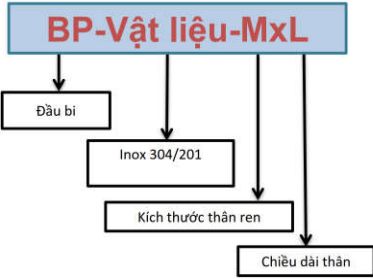 BP-Vật liệu-MxL
Đầu bi
Inox 304/201
Kích thước thân ren
Chiều dài thân